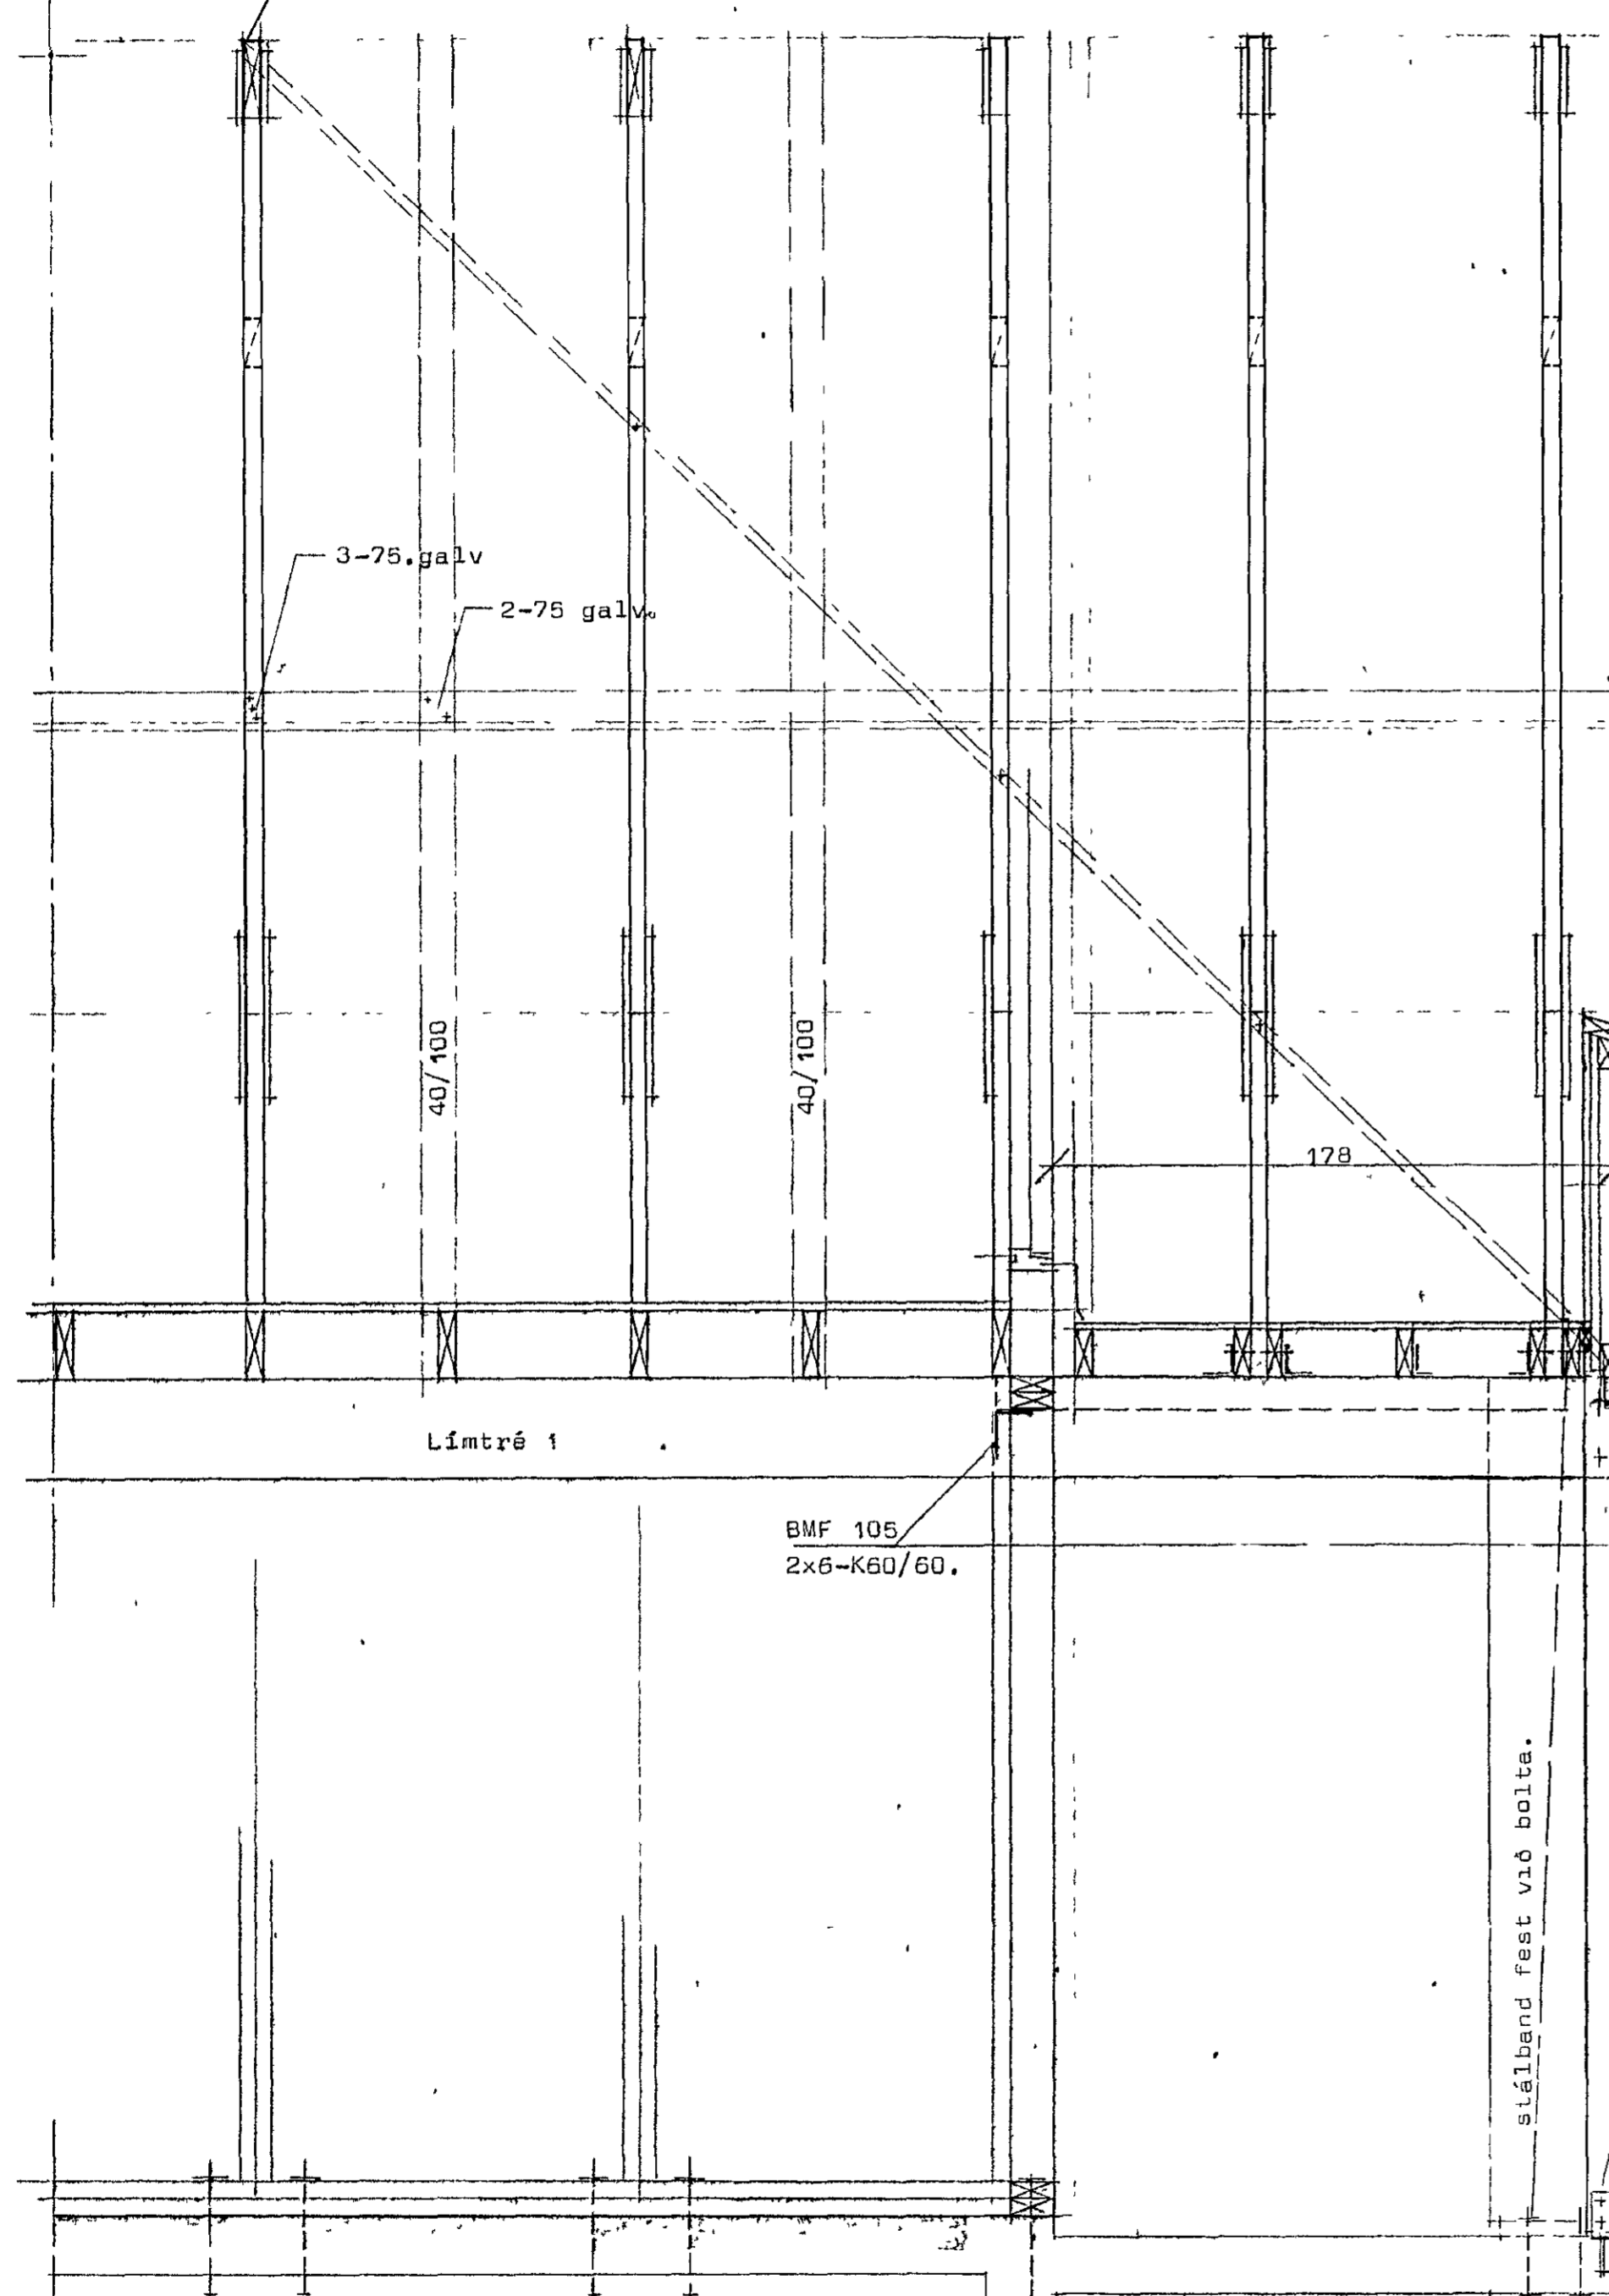 3-75.galv
2-75 galv.
40/100
40/100
178
Límtré 1
BMF 105
2x6-K60/60.
stálband fest við bolta.